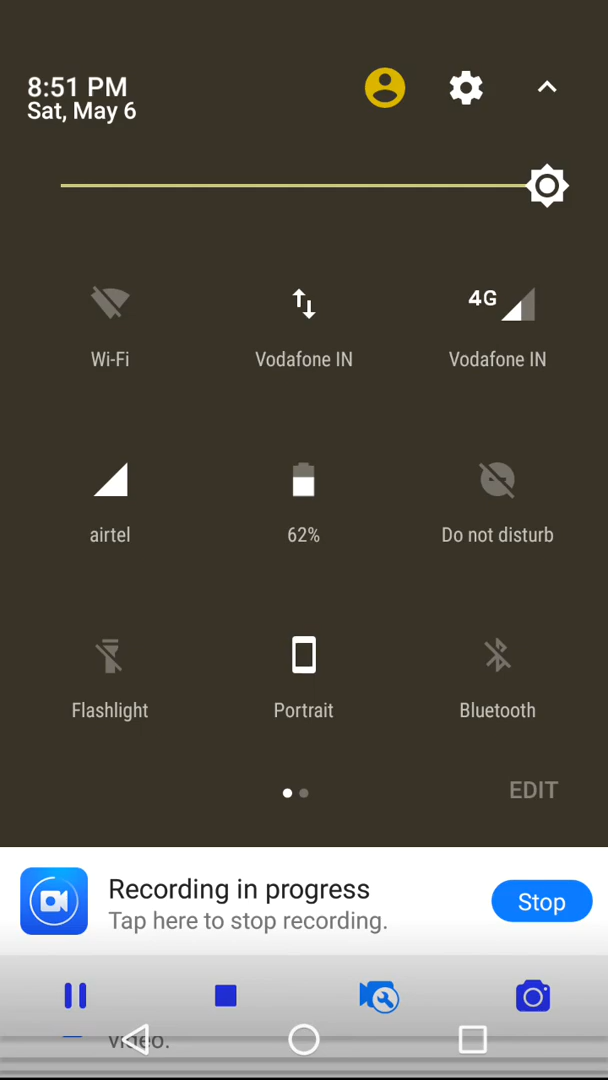 8:51 PM
Sat, May 6
4G
Wi-Fi
Vodafone IN
Vodafone IN
airtel
62%
Do not disturb
Flashlight
Portrait
Bluetooth
EDIT
Recording in progress
Tap here to stop recording.
Stop
video.